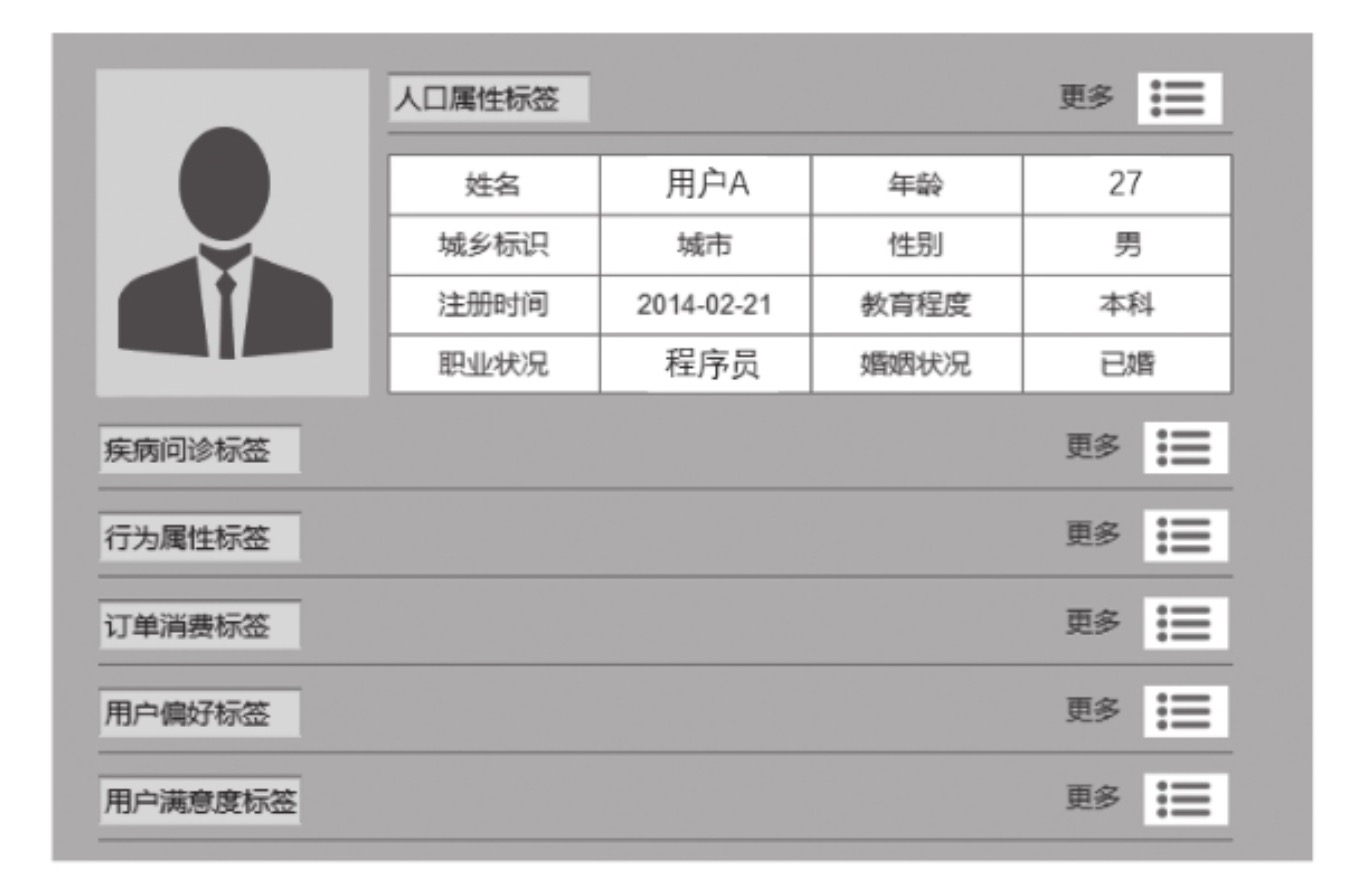 人口属性标签 更多
姓名 用户A 年龄 27
城乡标识 城市 性别 男
注册时间 2014-02-21 教育程度 本科
职业状况 程序员 婚姻状况 已婚
疾病问诊标签 更多
行为属性标签 更多
订单消费标签 更多
用户偏好标签 更多
用户满意度标签 更多